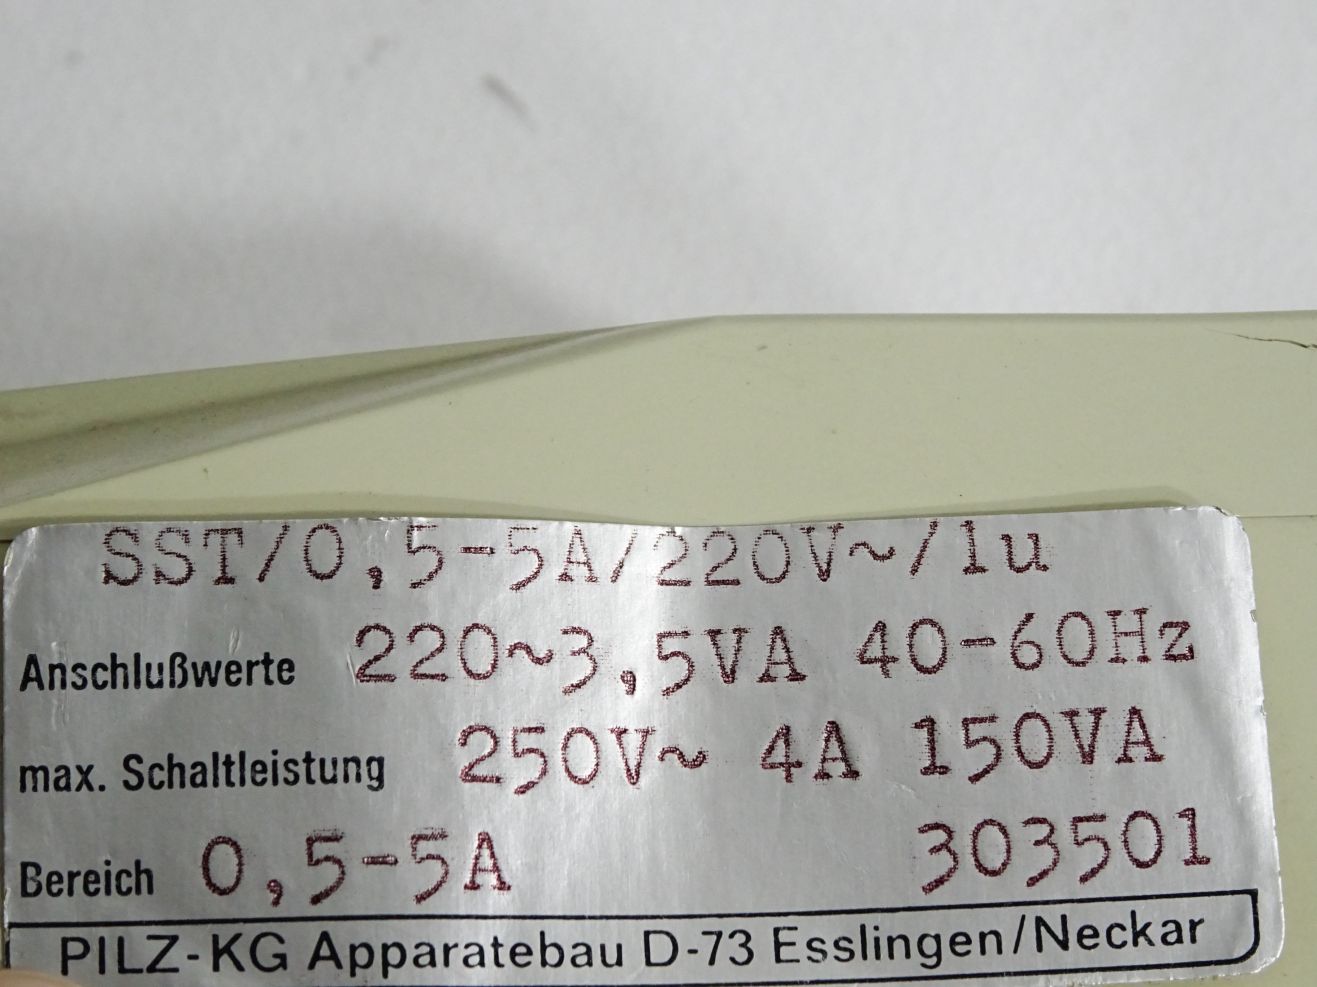 SST/0,5-5A/220V~/1u
Anschlußwerte 220~3,5VA 40-60Hz
max. Schaltleistung 250V~ 4A 150VA
Bereich 0,5-5A 303501
PILZ-KG Apparatebau D-73 Esslingen/Neckar